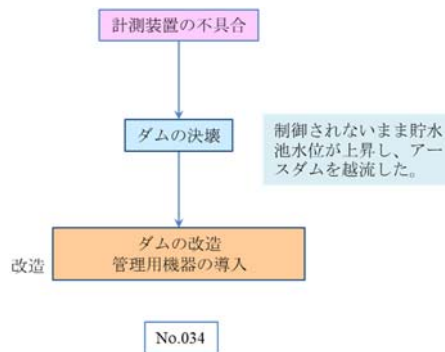 計測装置の不具合
ダムの決壊
制御されないまま貯水
池水位が上昇し、アー
スダムを越流した。
ダムの改造
管理用機器の導入
改造
No.034